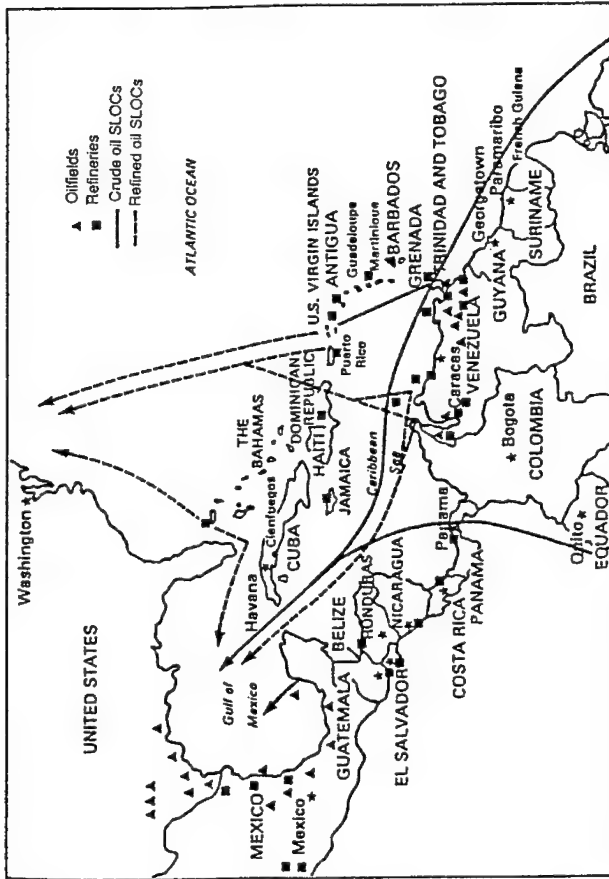 Oilfields
Refineries
Crude oil SLOCs
Refined oil SLOCs
ATLANTIC OCEAN
Washington
UNITED STATES
THE
BAHAMAS
Havana
Cienfuegos
CUBA
Gulf of
Mexico
MEXICO
Mexico
DOMINICAN
REPUBLIC
HAITI
JAMAICA
Puerto
Rico
U.S. VIRGIN ISLANDS
ANTIGUA
Guadeloupe
Martinique
BARBADOS
GRENADA
TRINIDAD AND TOBAGO
Caribbean
Sea
BELIZE
HONDURAS
GUATEMALA
EL SALVADOR
NICARAGUA
COSTA RICA
Panama
PANAMA
Caracas
VENEZUELA
Georgetown
Paramaribo
French Guiana
GUYANA
SURINAME
Bogota
COLOMBIA
BRAZIL
Quito
EQUADOR